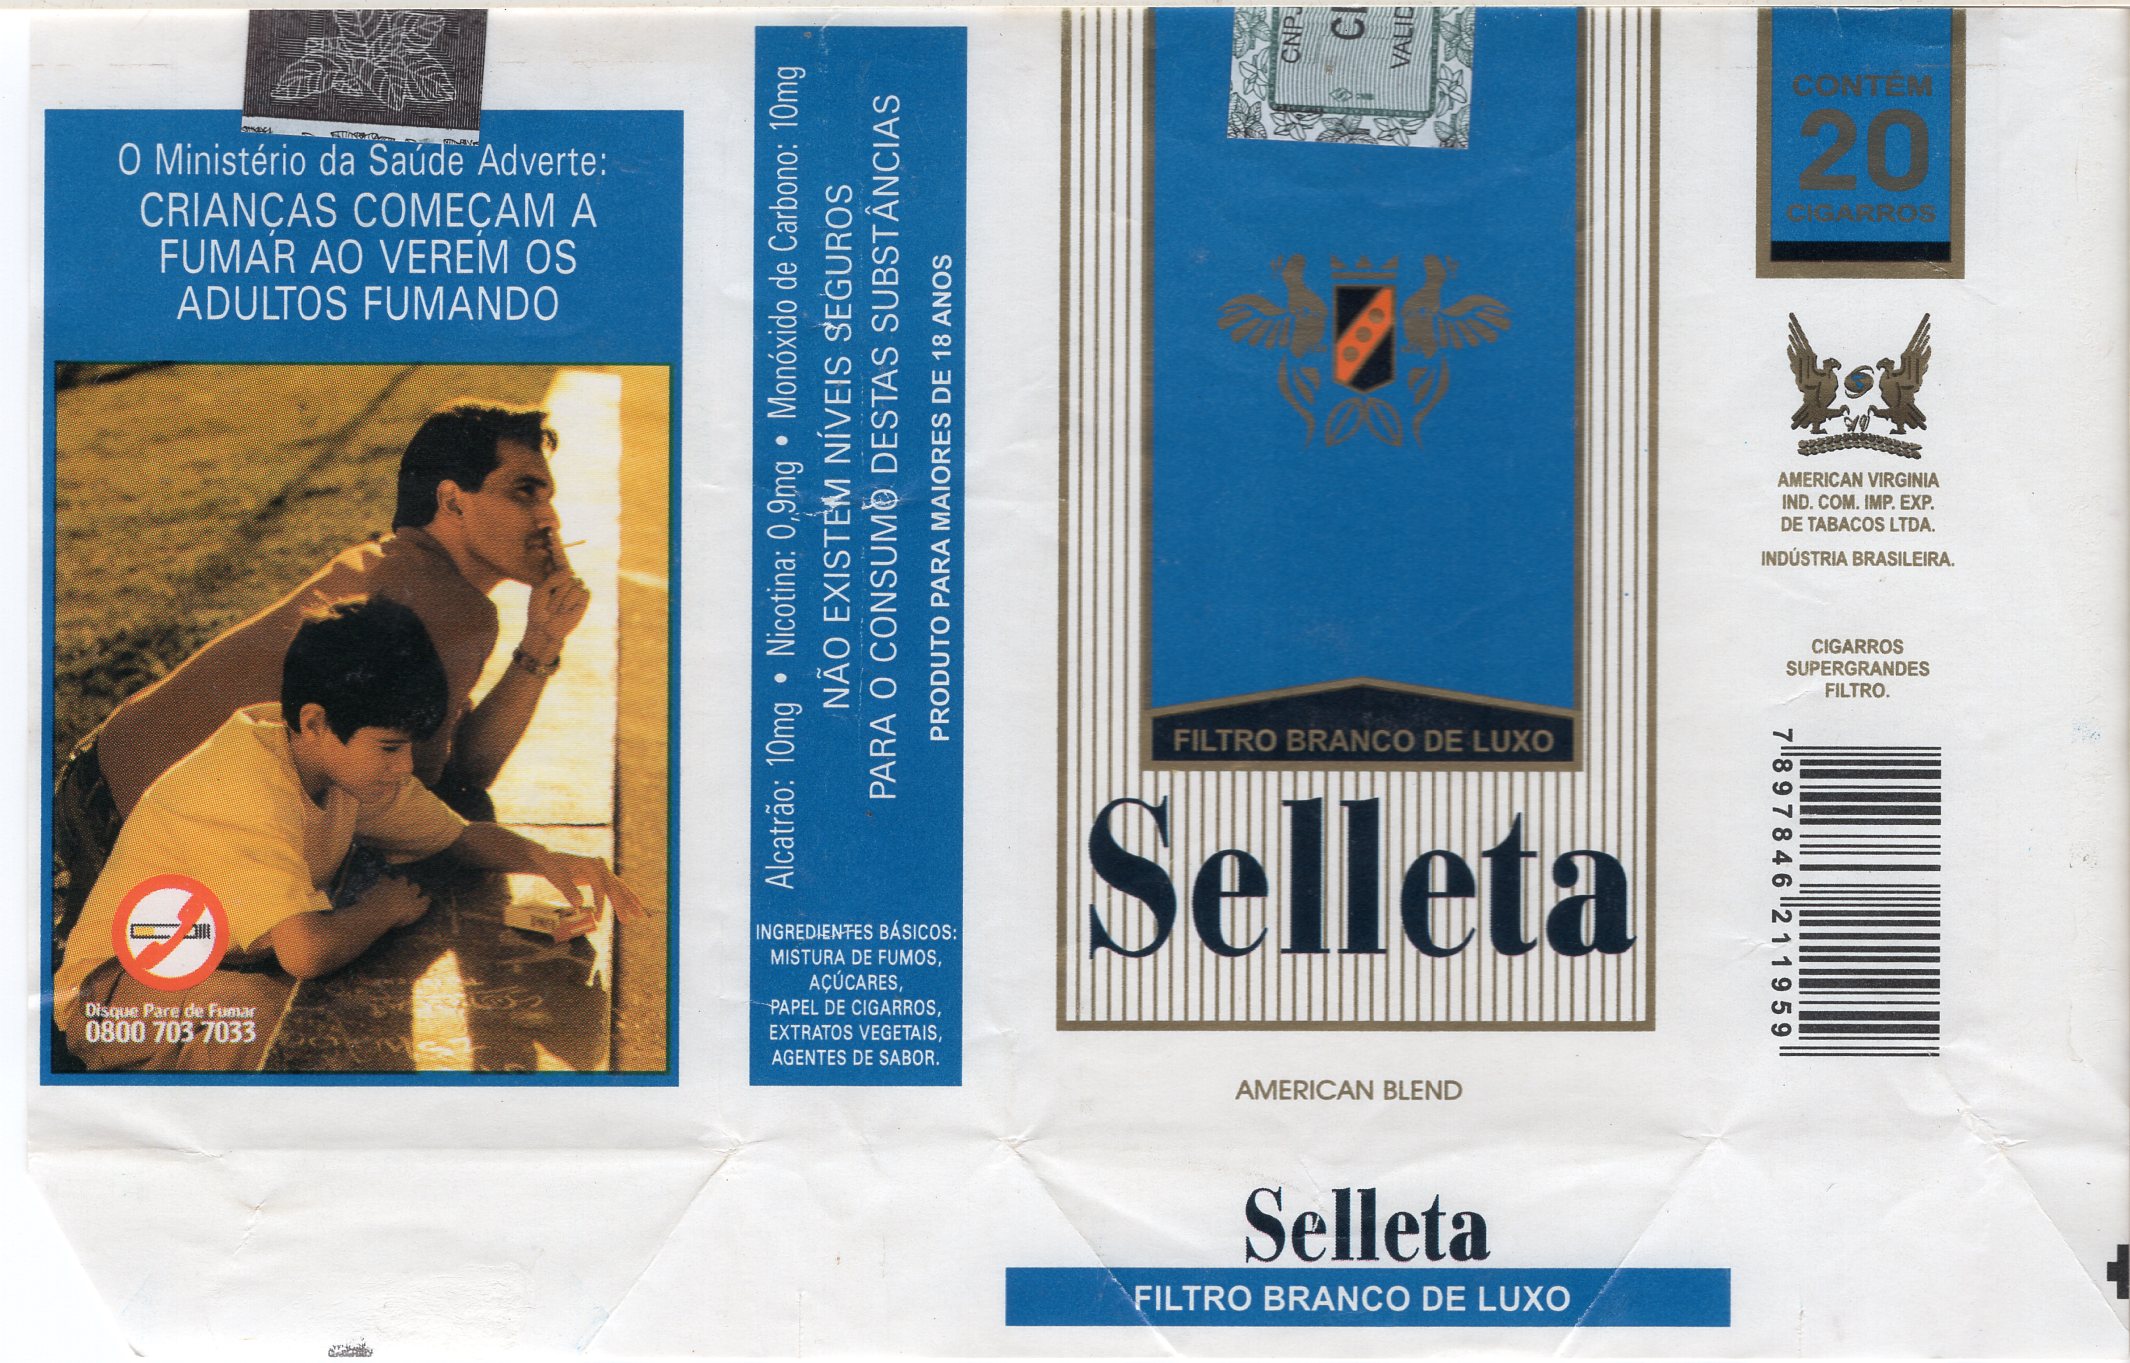 O Ministério da Saúde Adverte:
CRIANÇAS COMEÇAM A
FUMAR AO VEREM OS
ADULTOS FUMANDO
Disque Pare de Fumar
0800 703 7033
Alcatrão: 10mg • Nicotina: 0,9mg • Monóxido de Carbono: 10mg
NÃO EXISTEM NÍVEIS SEGUROS
PARA O CONSUMO DESTAS SUBSTÂNCIAS
PRODUTO PARA MAIORES DE 18 ANOS
INGREDIENTES BÁSICOS:
MISTURA DE FUMOS,
AÇÚCARES,
PAPEL DE CIGARROS,
EXTRATOS VEGETAIS,
AGENTES DE SABOR.
CNPJ
VALID
FILTRO BRANCO DE LUXO
Selleta
AMERICAN BLEND
Selleta
FILTRO BRANCO DE LUXO
CONTÉM
20
CIGARROS
AMERICAN VIRGINIA
IND. COM. IMP. EXP.
DE TABACOS LTDA.
INDÚSTRIA BRASILEIRA.
CIGARROS
SUPERGRANDES
FILTRO.
7897846211959